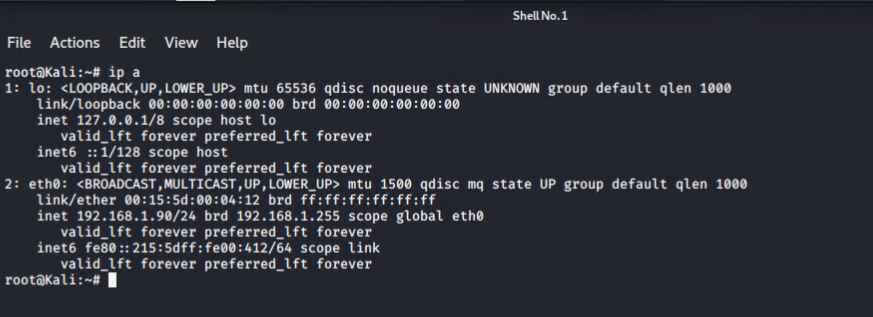 Shell No. 1
File Actions Edit View Help
root@Kali:~# ip a
1: lo: <LOOPBACK,UP,LOWER_UP> mtu 65536 qdisc noqueue state UNKNOWN group default qlen 1000
    link/loopback 00:00:00:00:00:00 brd 00:00:00:00:00:00
    inet 127.0.0.1/8 scope host lo
       valid_lft forever preferred_lft forever
    inet6 ::1/128 scope host
       valid_lft forever preferred_lft forever
2: eth0: <BROADCAST,MULTICAST,UP,LOWER_UP> mtu 1500 qdisc mq state UP group default qlen 1000
    link/ether 00:15:5d:00:04:12 brd ff:ff:ff:ff:ff:ff
    inet 192.168.1.90/24 brd 192.168.1.255 scope global eth0
       valid_lft forever preferred_lft forever
    inet6 fe80::215:5dff:fe00:412/64 scope link
       valid_lft forever preferred_lft forever
root@Kali:~#